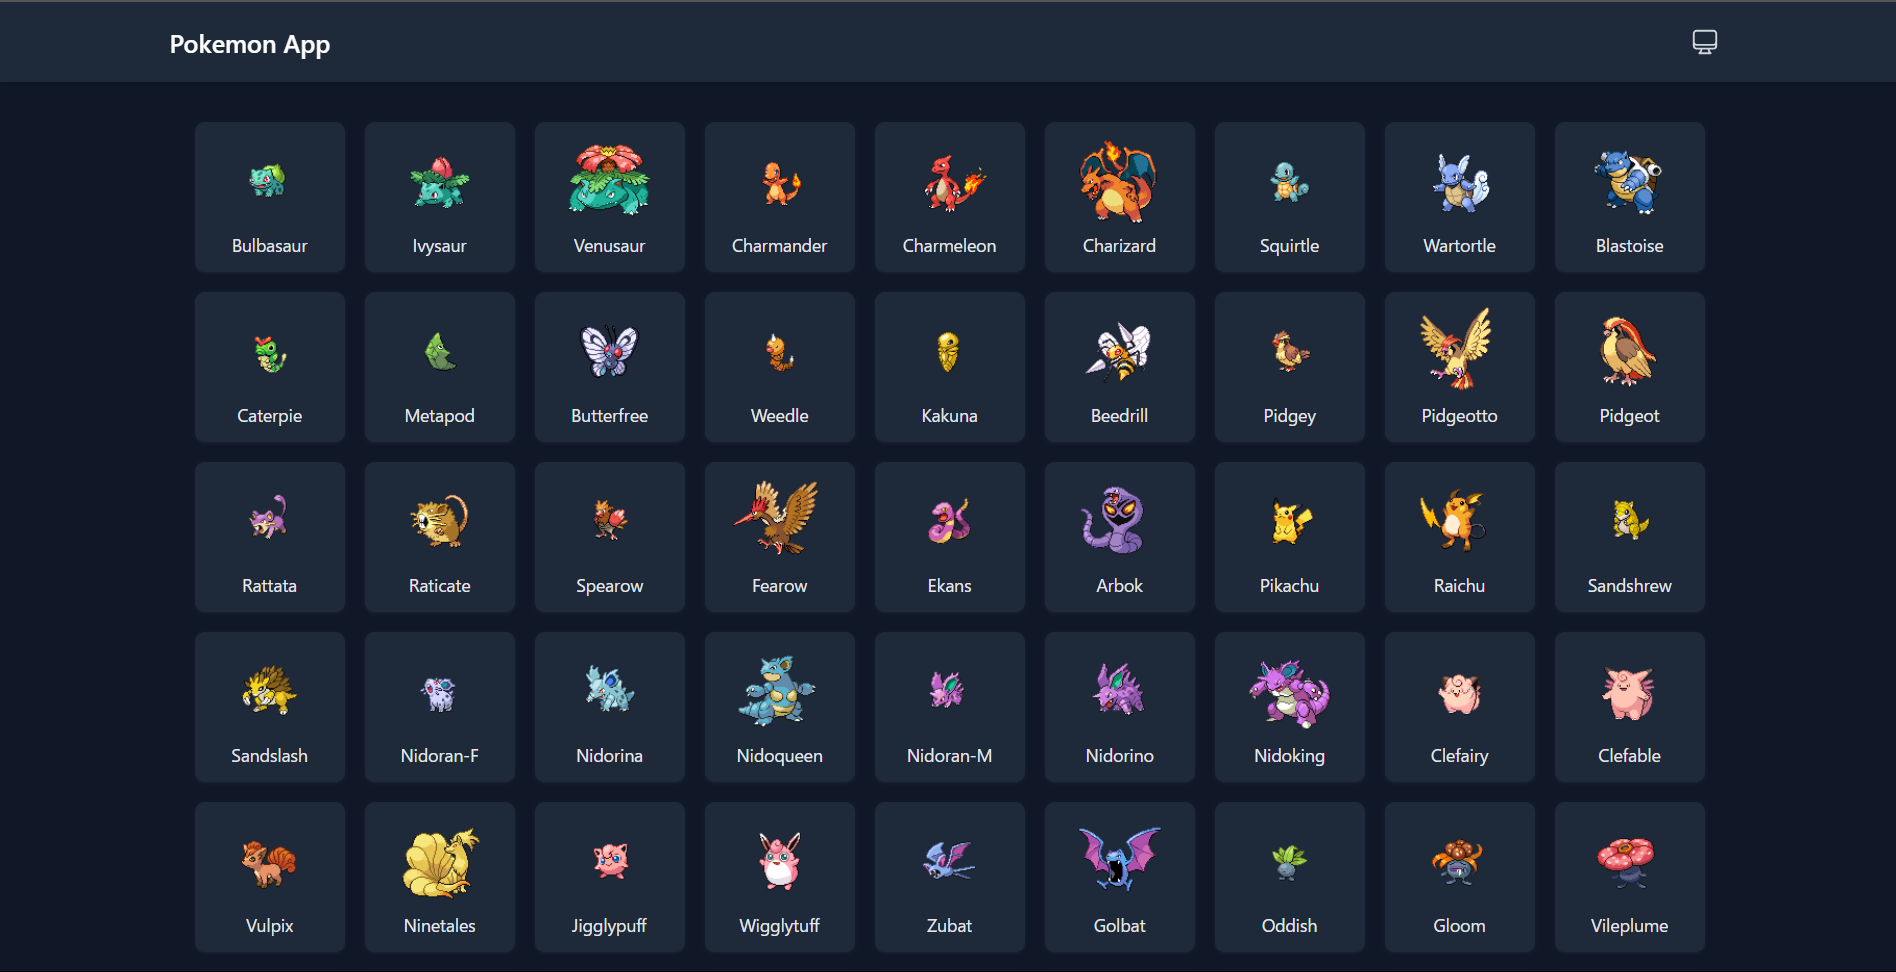 Pokemon App
Bulbasaur
Ivysaur
Venusaur
Charmander
Charmeleon
Charizard
Squirtle
Wartortle
Blastoise
Caterpie
Metapod
Butterfree
Weedle
Kakuna
Beedrill
Pidgey
Pidgeotto
Pidgeot
Rattata
Raticate
Spearow
Fearow
Ekans
Arbok
Pikachu
Raichu
Sandshrew
Sandslash
Nidoran-F
Nidorina
Nidoqueen
Nidoran-M
Nidorino
Nidoking
Clefairy
Clefable
Vulpix
Ninetales
Jigglypuff
Wigglytuff
Zubat
Golbat
Oddish
Gloom
Vileplume